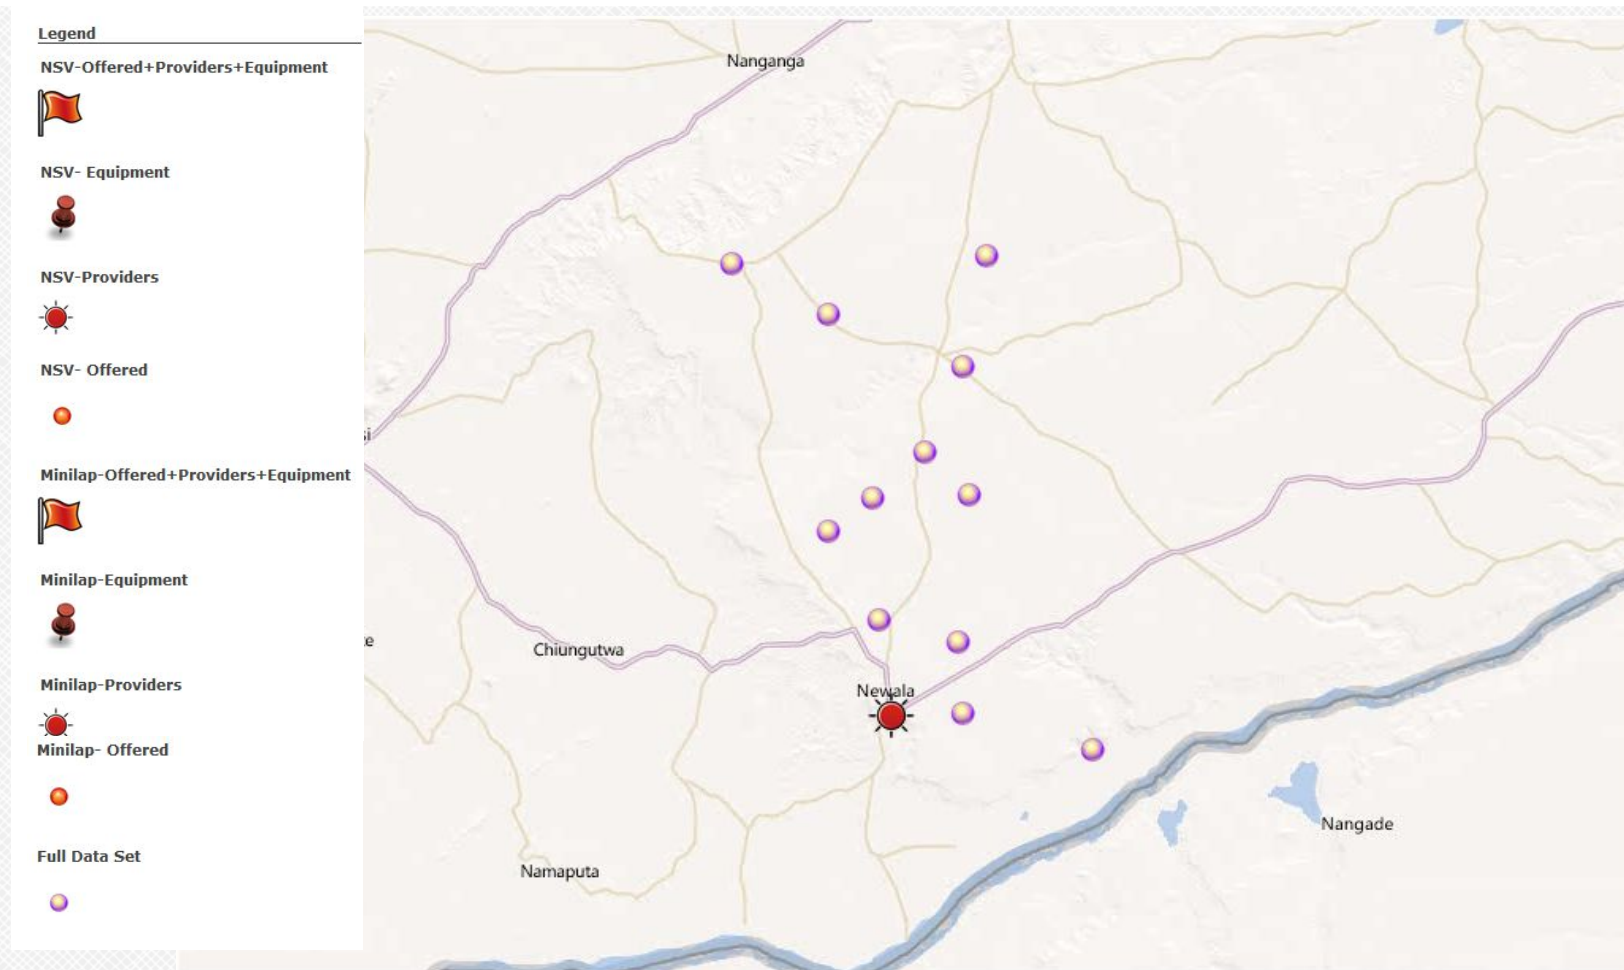 Legend
NSV-Offered+Providers+Equipment
NSV- Equipment
NSV-Providers
NSV- Offered
Minilap-Offered+Providers+Equipment
Minilap-Equipment
Minilap-Providers
Minilap- Offered
Full Data Set
Nanganga
Chiungutwa
Newala
Nangade
Namaputa